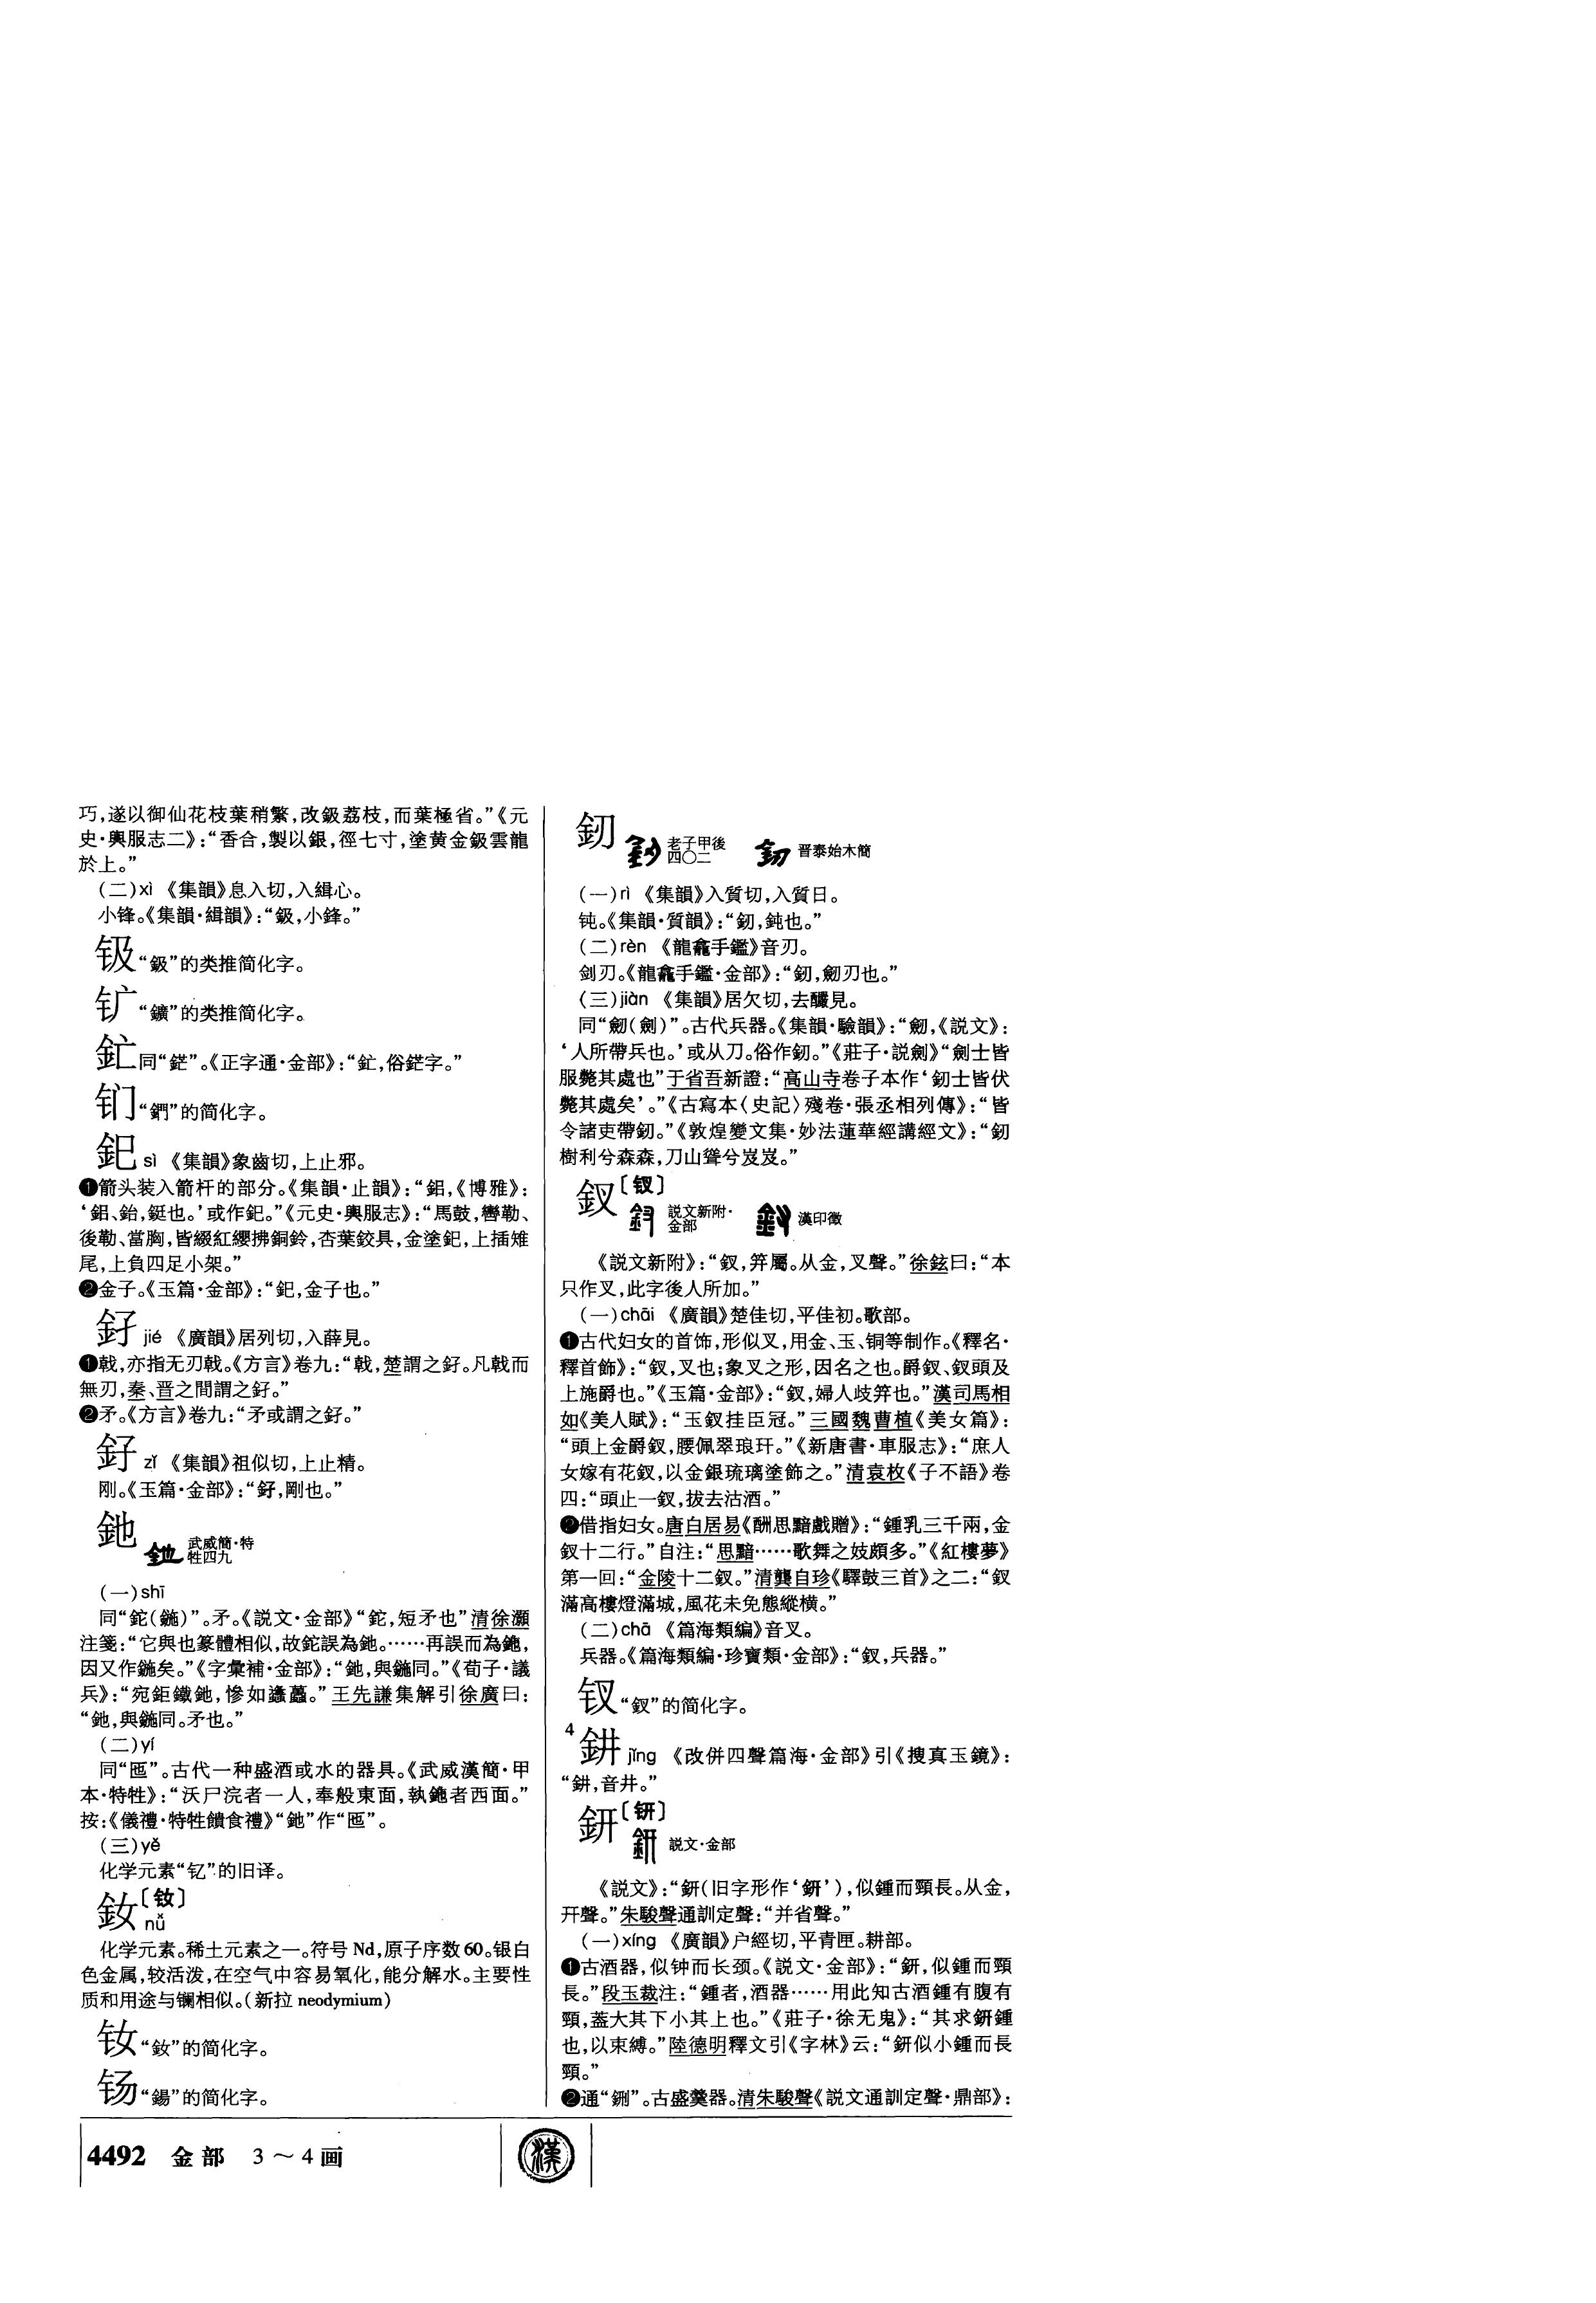 巧，遂以御仙花枝葉稍繁，改鈒荔枝，而葉極省。”《元
史·輿服志二》：“香合，製以銀，徑七寸，塗黄金鈒雲龍
於上。”
（二）xì 《集韻》息入切，入緝心。
小锋。《集韻·緝韻》：“鈒，小鋒。”
钑“鈒”的类推简化字。
钅广“鑛”的类推简化字。
釯同“鋩”。《正字通·金部》：“釯，俗鋩字。”
钔“鍆”的简化字。
釲 sì 《集韻》象齒切，上止邪。
❶箭头装入箭杆的部分。《集韻·止韻》：“鋁，《博雅》：
‘鋁、鈶，鋌也。’或作釲。”《元史·輿服志》：“馬鼓，轡勒、
後勒、當胸，皆綴紅纓拂銅鈴，杏葉鉸具，金塗釲，上插雉
尾，上負四足小架。”
❷金子。《玉篇·金部》：“釲，金子也。”
釨 jié 《廣韻》居列切，入薛見。
❶戟，亦指无刃戟。《方言》卷九：“戟，楚謂之釨。凡戟而
無刃，秦、晋之間謂之釨。”
❷矛。《方言》卷九：“矛或謂之釨。”
釨 zǐ 《集韻》祖似切，上止精。
刚。《玉篇·金部》：“釨，剛也。”
釶
武威簡·特
牲四九
（一）shī
同“鉈（鍦）”。矛。《説文·金部》“鉈，短矛也”清徐灝
注箋：“它與也篆體相似，故鉈誤為釶。……再誤而為鍦，
因又作鍦矣。”《字彙補·金部》：“釶，與鍦同。”《荀子·議
兵》：“宛鉅鐵釶，慘如蠭蠆。”王先謙集解引徐廣曰：
“釶，與鍦同。矛也。”
（二）yí
同“匜”。古代一种盛酒或水的器具。《武威漢簡·甲
本·特牲》：“沃尸浣者一人，奉般東面，執釶者西面。”
按：《儀禮·特牲饋食禮》“釶”作“匜”。
（三）yě
化学元素“钇”的旧译。
釹〔钕〕
nǚ
化学元素。稀土元素之一。符号 Nd，原子序数 60。银白
色金属，较活泼，在空气中容易氧化，能分解水。主要性
质和用途与镧相似。（新拉 neodymium）
钕“釹”的简化字。
钖“鍚”的简化字。
釰
老子甲後
四〇二
晋泰始木簡
（一）rì 《集韻》入質切，入質日。
钝。《集韻·質韻》：“釰，鈍也。”
（二）rèn 《龍龕手鑑》音刃。
剑刃。《龍龕手鑑·金部》：“釰，劒刃也。”
（三）jiàn 《集韻》居欠切，去釅見。
同“劒（劍）”。古代兵器。《集韻·驗韻》：“劒，《説文》：
‘人所帶兵也。’或从刀。俗作釰。”《莊子·説劍》“劍士皆
服斃其處也”于省吾新證：“高山寺卷子本作‘釰士皆伏
斃其處矣’。”《古寫本〈史記〉殘卷·張丞相列傳》：“皆
令諸吏帶釰。”《敦煌變文集·妙法蓮華經講經文》：“釰
樹利兮森森，刀山聳兮岌岌。”
釵〔钗〕
説文新附·
金部
漢印徵
《説文新附》：“釵，笄屬。从金，叉聲。”徐鉉曰：“本
只作叉，此字後人所加。”
（一）chāi 《廣韻》楚佳切，平佳初。歌部。
❶古代妇女的首饰，形似叉，用金、玉、铜等制作。《釋名·
釋首飾》：“釵，叉也；象叉之形，因名之也。爵釵、釵頭及
上施爵也。”《玉篇·金部》：“釵，婦人歧笄也。”漢司馬相
如《美人賦》：“玉釵挂臣冠。”三國魏曹植《美女篇》：
“頭上金爵釵，腰佩翠琅玕。”《新唐書·車服志》：“庶人
女嫁有花釵，以金銀琉璃塗飾之。”清袁枚《子不語》卷
四：“頭止一釵，拔去沽酒。”
❷借指妇女。唐白居易《酬思黯戲贈》：“鍾乳三千兩，金
釵十二行。”自注：“思黯……歌舞之妓頗多。”《紅樓夢》
第一回：“金陵十二釵。”清龔自珍《驛鼓三首》之二：“釵
滿高樓燈滿城，風花未免態縱横。”
（二）chā 《篇海類編》音叉。
兵器。《篇海類編·珍寶類·金部》：“釵，兵器。”
钗“釵”的简化字。
4 鉼 jǐng 《改併四聲篇海·金部》引《搜真玉鏡》：
“鉼，音井。”
鈃〔钘〕
説文·金部
《説文》：“鈃（旧字形作‘鈃’），似鍾而頸長。从金，
幵聲。”朱駿聲通訓定聲：“并省聲。”
（一）xíng 《廣韻》户经切，平青匣。耕部。
❶古酒器，似钟而长颈。《説文·金部》：“鈃，似鍾而頸
長。”段玉裁注：“鍾者，酒器……用此知古酒鍾有腹有
頸，蓋大其下小其上也。”《莊子·徐无鬼》：“其求鈃鍾
也，以束縛。”陸德明釋文引《字林》云：“鈃似小鍾而長
頸。”
❷通“鉶”。古盛羹器。清朱駿聲《説文通訓定聲·鼎部》：
4492 金部 3～4画
漢